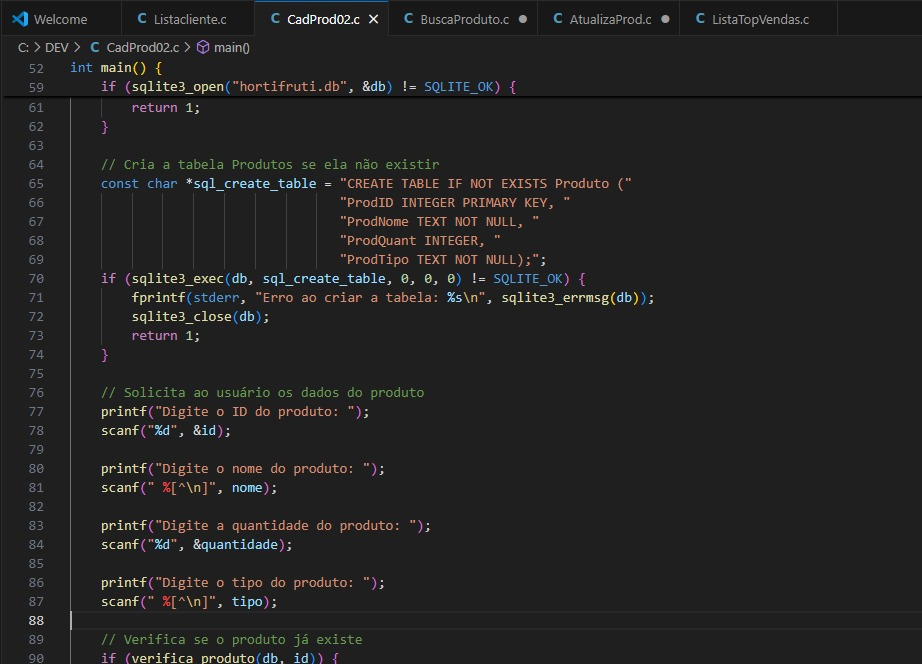 Welcome
C Listacliente.c
C CadProd02.c ×
C BuscaProduto.c ●
C AtualizaProd.c ●
C ListaTopVendas.c
C: > DEV > C CadProd02.c > main()
52 int main() {
59     if (sqlite3_open("hortifruti.db", &db) != SQLITE_OK) {
61         return 1;
62     }
63
64     // Cria a tabela Produtos se ela não existir
65     const char *sql_create_table = "CREATE TABLE IF NOT EXISTS Produto ("
66                                    "ProdID INTEGER PRIMARY KEY, "
67                                    "ProdNome TEXT NOT NULL, "
68                                    "ProdQuant INTEGER, "
69                                    "ProdTipo TEXT NOT NULL);";
70     if (sqlite3_exec(db, sql_create_table, 0, 0, 0) != SQLITE_OK) {
71         fprintf(stderr, "Erro ao criar a tabela: %s\n", sqlite3_errmsg(db));
72         sqlite3_close(db);
73         return 1;
74     }
75
76     // Solicita ao usuário os dados do produto
77     printf("Digite o ID do produto: ");
78     scanf("%d", &id);
79
80     printf("Digite o nome do produto: ");
81     scanf(" %[^\n]", nome);
82
83     printf("Digite a quantidade do produto: ");
84     scanf("%d", &quantidade);
85
86     printf("Digite o tipo do produto: ");
87     scanf(" %[^\n]", tipo);
88
89     // Verifica se o produto já existe
90     if (verifica_produto(db, id)) {